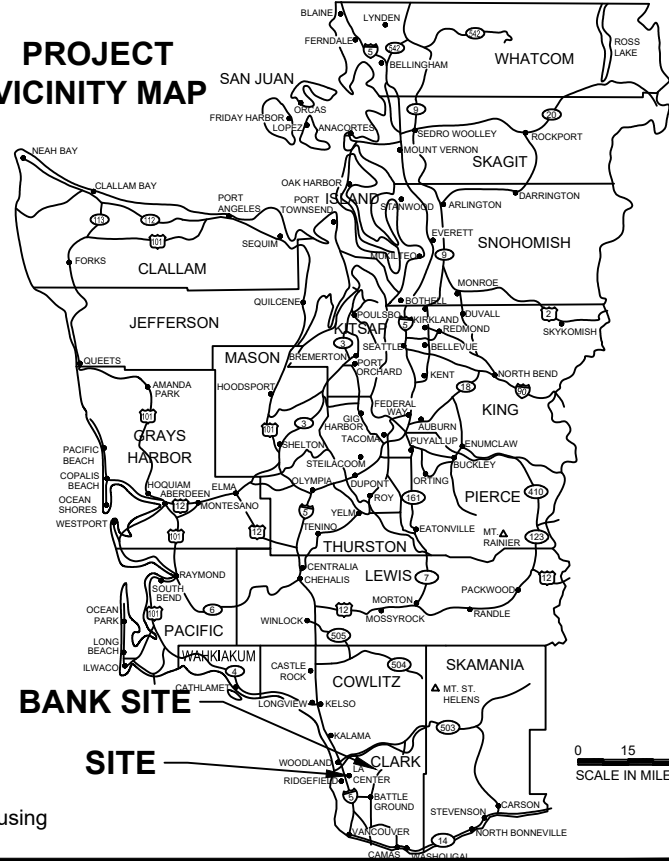 PROJECT
VICINITY MAP
BLAINE
LYNDEN
FERNDALE
5
542
542
BELLINGHAM
WHATCOM
ROSS
LAKE
SAN JUAN
ORCAS
FRIDAY HARBOR
LOPEZ
ANACORTES
9
SEDRO WOOLLEY
20
ROCKPORT
MOUNT VERNON
SKAGIT
NEAH BAY
CLALLAM BAY
OAK HARBOR
ISLAND
PORT
TOWNSEND
PORT
ANGELES
STANWOOD
ARLINGTON
DARRINGTON
113
112
101
SEQUIM
EVERETT
SNOHOMISH
MUKILTEO
9
FORKS
CLALLAM
MONROE
QUILCENE
BOTHELL
JEFFERSON
POULSBO
KITSAP
5
KIRKLAND
DUVALL
REDMOND
2
SKYKOMISH
SEATTLE
BELLEVUE
3
MASON
BREMERTON
PORT
ORCHARD
QUEETS
AMANDA
PARK
HOODSPORT
KENT
NORTH BEND
18
90
101
FEDERAL
WAY
KING
GRAYS
HARBOR
101
3
GIG
HARBOR
AUBURN
TACOMA
PUYALLUP
ENUMCLAW
SHELTON
PACIFIC
BEACH
STEILACOOM
BUCKLEY
COPALIS
BEACH
HOQUIAM
ABERDEEN
ELMA
OLYMPIA
DUPONT
ORTING
PIERCE
410
OCEAN
SHORES
12
MONTESANO
ROY
161
WESTPORT
5
YELM
101
12
TENINO
EATONVILLE
MT.
RAINIER
123
THURSTON
CENTRALIA
CHEHALIS
LEWIS
7
12
RAYMOND
SOUTH
BEND
MORTON
PACKWOOD
OCEAN
PARK
101
6
12
MOSSYROCK
RANDLE
PACIFIC
WINLOCK
LONG
BEACH
505
ILWACO
WAHKIAKUM
4
CASTLE
ROCK
504
SKAMANIA
CATHLAMET
COWLITZ
MT. ST.
HELENS
BANK SITE
LONGVIEW
KELSO
503
KALAMA
SITE
WOODLAND
CLARK
LA
CENTER
RIDGEFIELD
0 15
SCALE IN MILE
5
BATTLE
GROUND
CARSON
STEVENSON
using
VANCOUVER
14
NORTH BONNEVILLE
CAMAS
WASHOUGAL